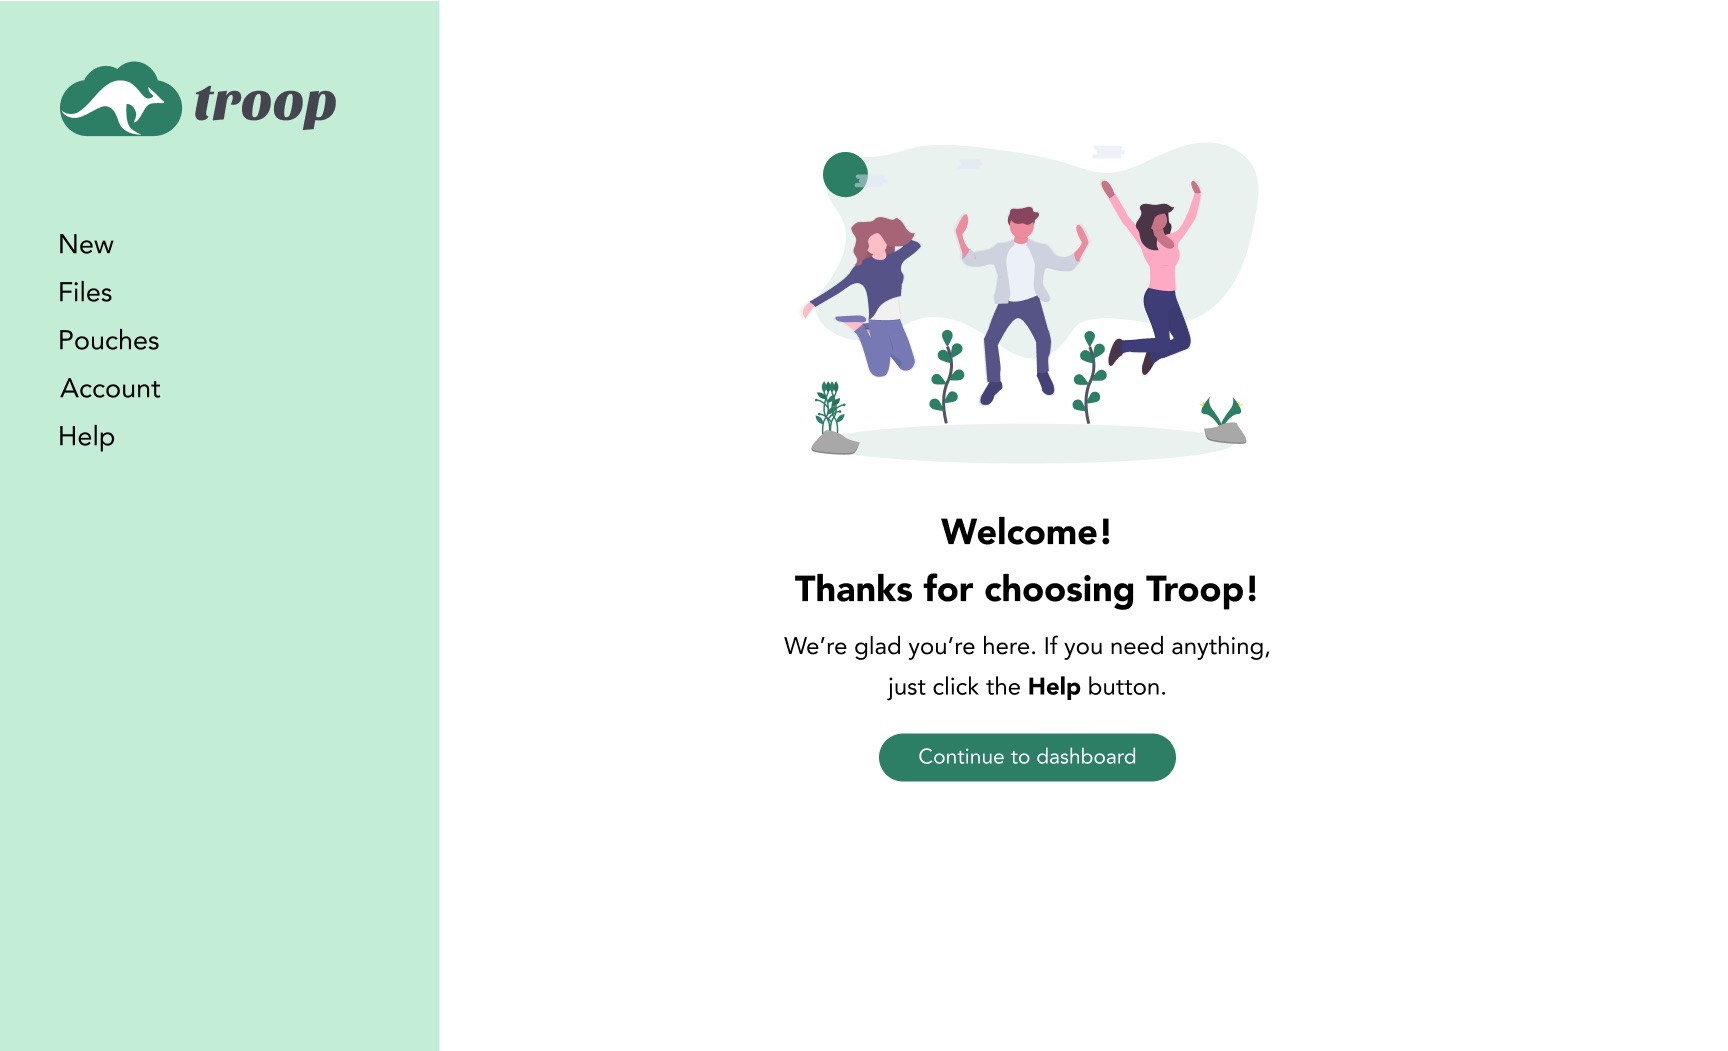 troop
New
Files
Pouches
Account
Help
Welcome!
Thanks for choosing Troop!
We’re glad you’re here. If you need anything,
just click the Help button.
Continue to dashboard